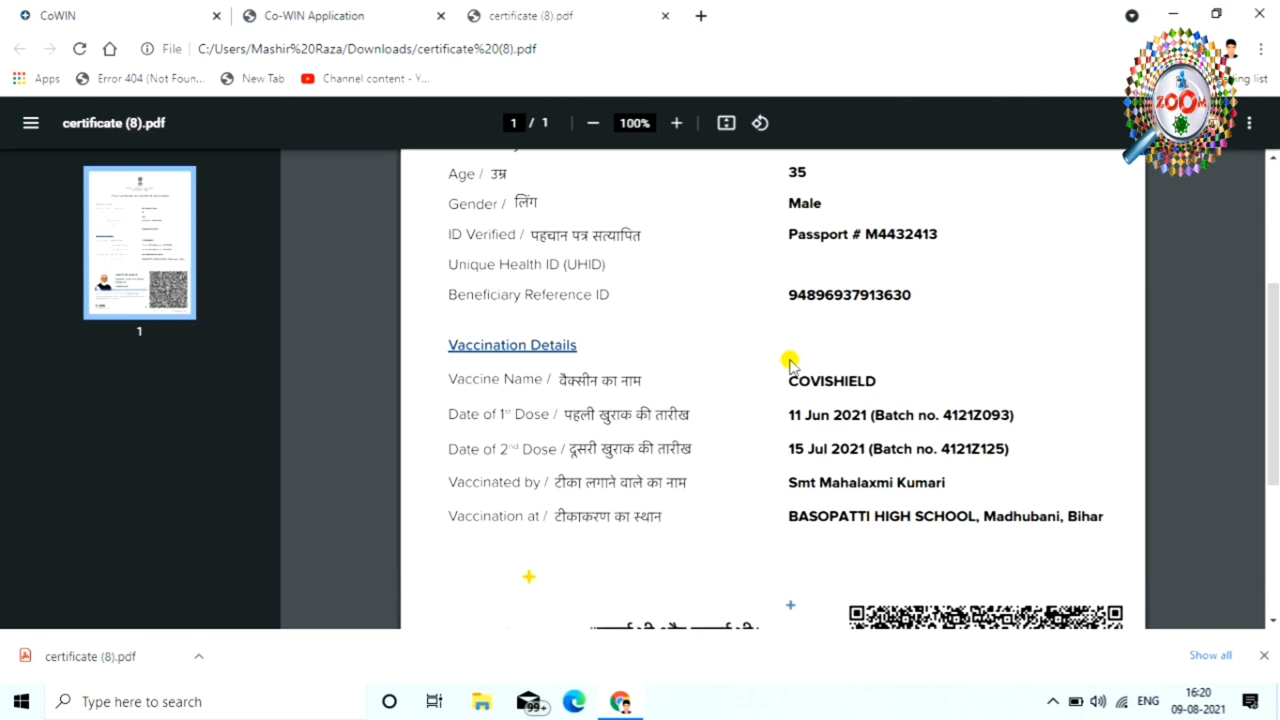 CoWIN
Co-WIN Application
certificate (8).pdf
File C:/Users/Mashir%20Raza/Downloads/certificate%20(8).pdf
Apps Error 404 (Not Foun... New Tab Channel content - Y... ing list
ZOOM
certificate (8).pdf 1 / 1 100%
Age / उम्र 35
Gender / लिंग Male
ID Verified / पहचान पत्र सत्यापित Passport # M4432413
Unique Health ID (UHID)
Beneficiary Reference ID 94896937913630
Vaccination Details
Vaccine Name / वैक्सीन का नाम COVISHIELD
Date of 1st Dose / पहली खुराक की तारीख 11 Jun 2021 (Batch no. 4121Z093)
Date of 2nd Dose / दूसरी खुराक की तारीख 15 Jul 2021 (Batch no. 4121Z125)
Vaccinated by / टीका लगाने वाले का नाम Smt Mahalaxmi Kumari
Vaccination at / टीकाकरण का स्थान BASOPATTI HIGH SCHOOL, Madhubani, Bihar
1
certificate (8).pdf Show all
Type here to search 99+ ENG 16:20
09-08-2021